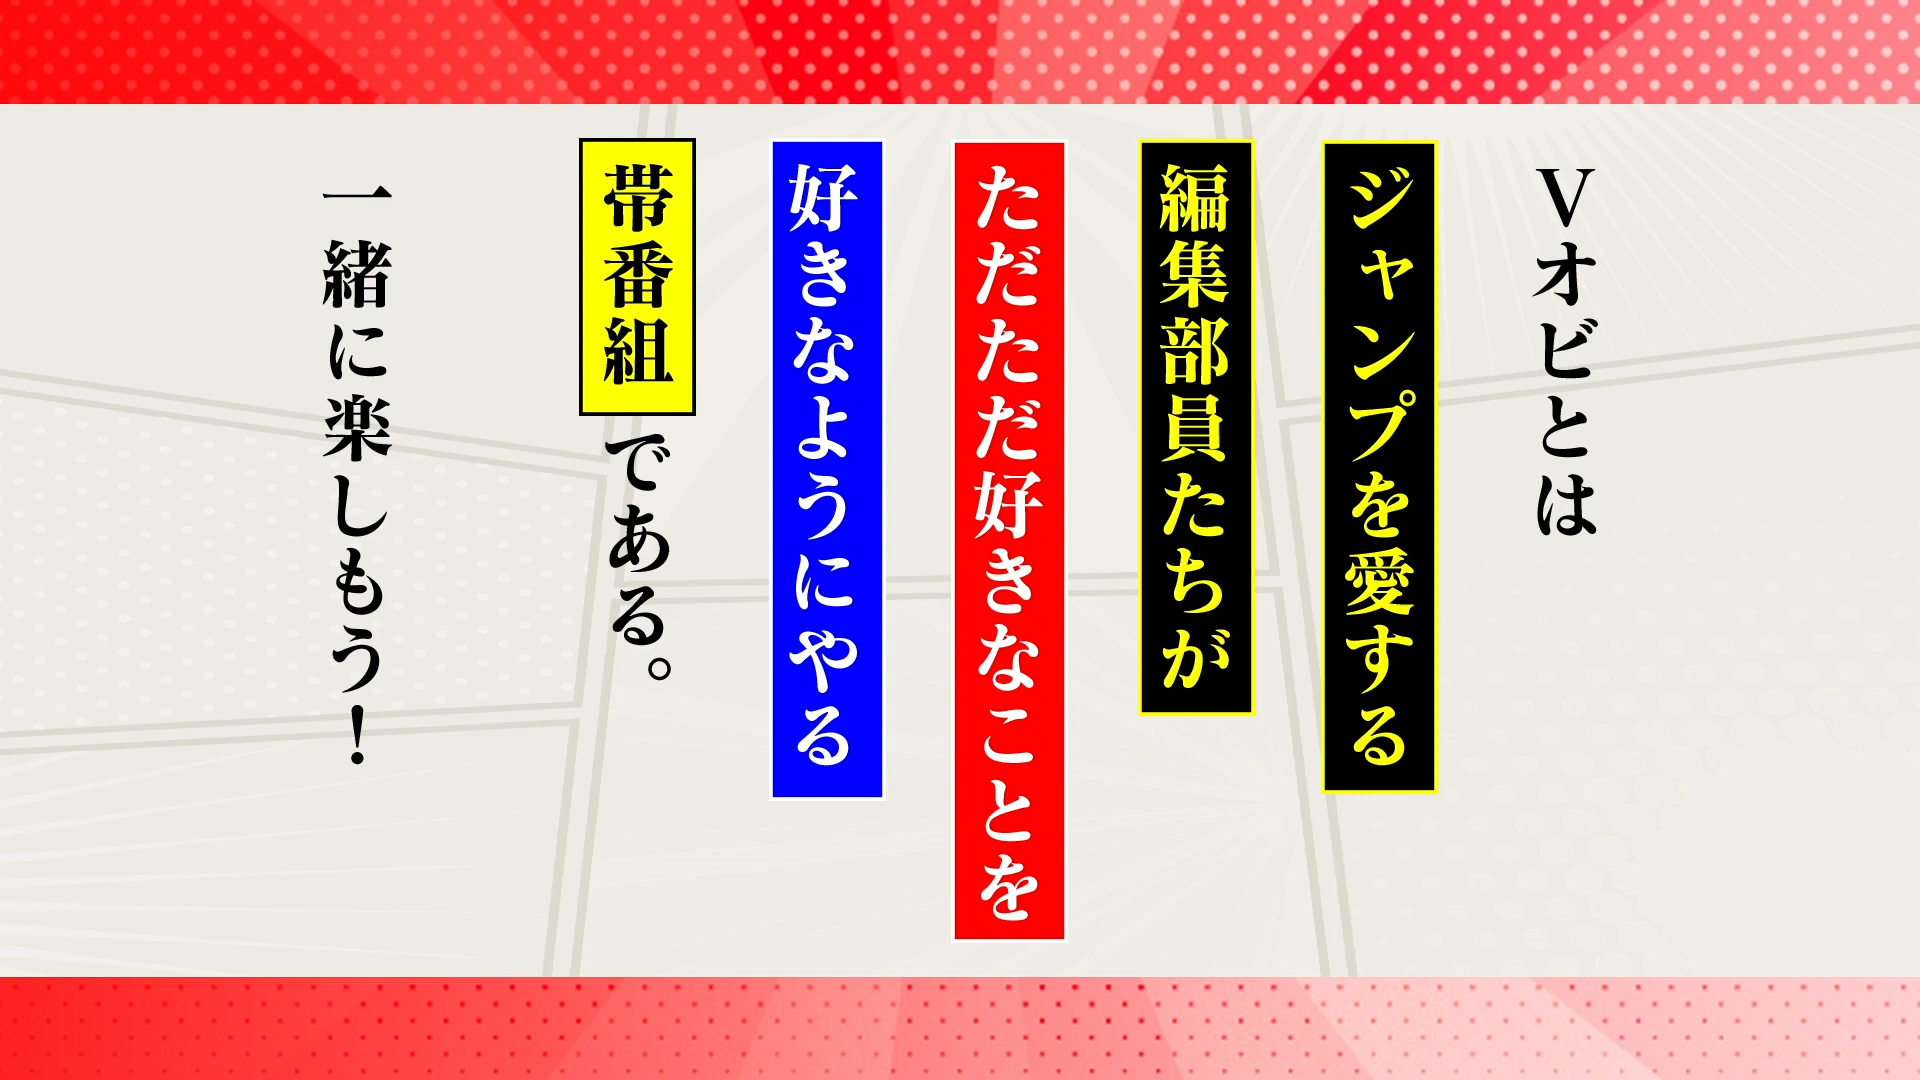 Vオビとは
ジャンプを愛する
編集部員たちが
ただただ好きなことを
好きなようにやる
帯番組である。
一緒に楽しもう！